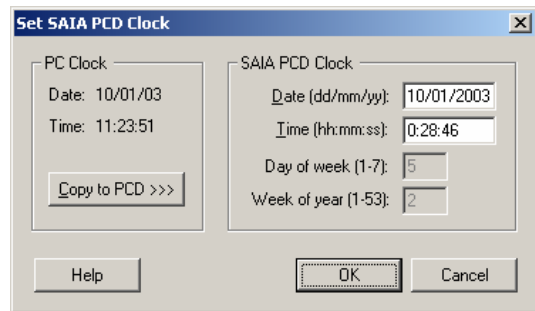 Set SAIA PCD Clock
PC Clock
Date: 10/01/03
Time: 11:23:51
Copy to PCD >>>
SAIA PCD Clock
Date (dd/mm/yy): 10/01/2003
Time (hh:mm:ss): 0:28:46
Day of week (1-7): 5
Week of year (1-53): 2
Help
OK
Cancel